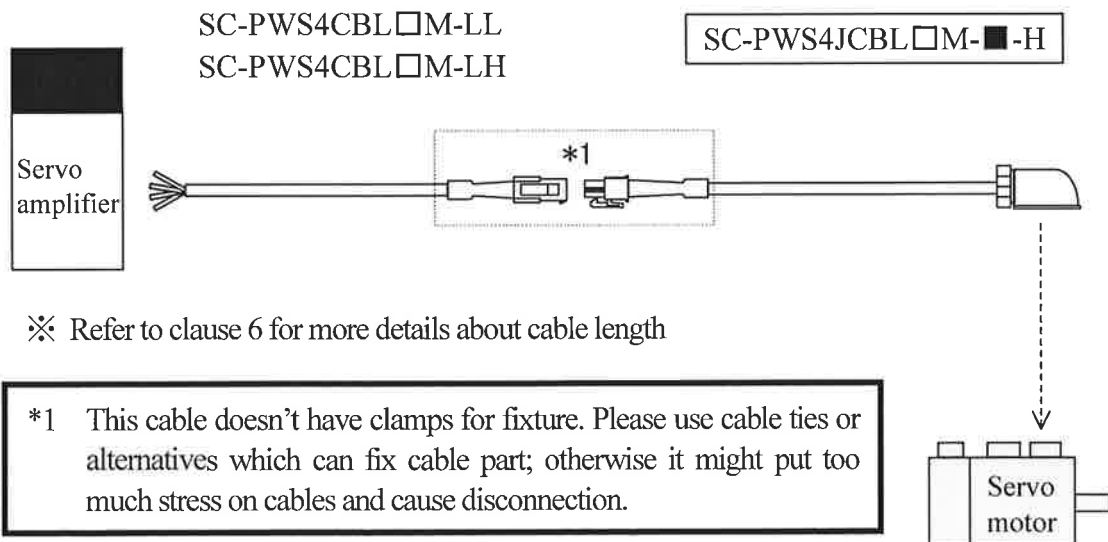 SC-PWS4CBL□M-LL
SC-PWS4CBL□M-LH
SC-PWS4JCBL□M-■-H
Servo
amplifier
*1
※ Refer to clause 6 for more details about cable length
*1 This cable doesn't have clamps for fixture. Please use cable ties or
alternatives which can fix cable part; otherwise it might put too
much stress on cables and cause disconnection.
Servo
motor